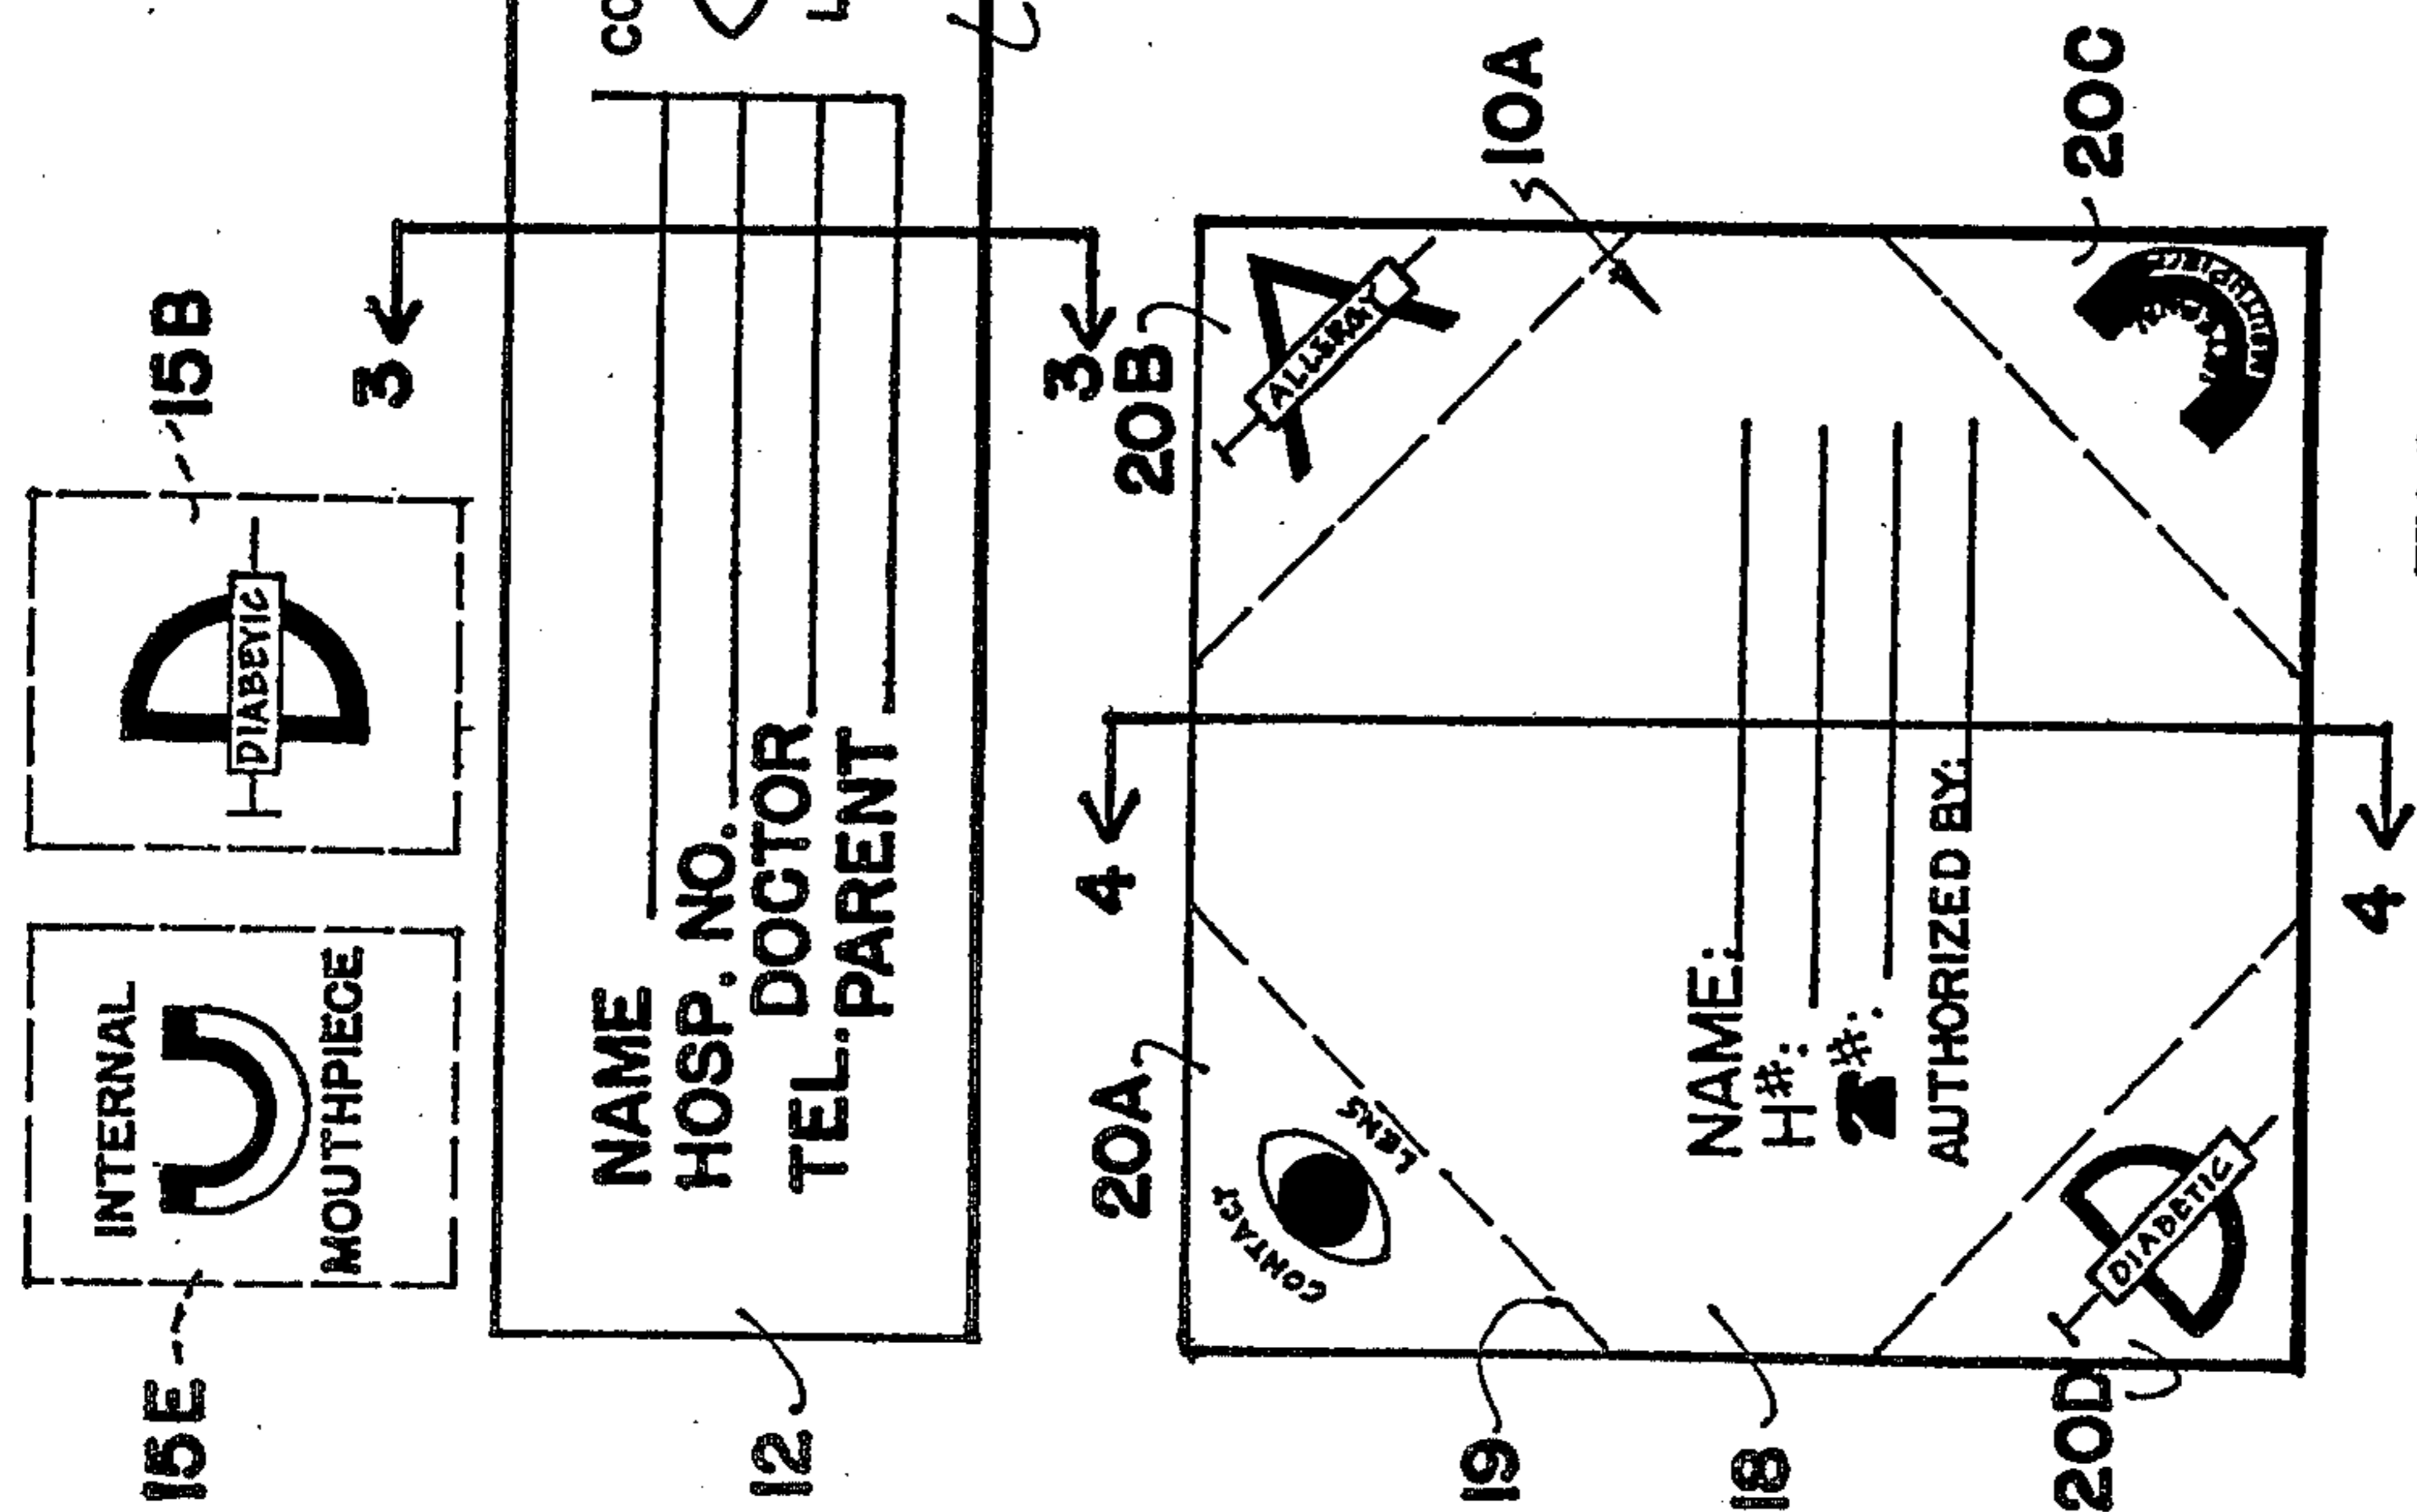 15E
INTERNAL
MOUTHPIECE
DIABEYIC
15B
3
NAME
HOSP. NO.
DOCTOR
TEL. PARENT
CO
L
12
3
4
20A
20B
CONTACT
LENS
ALLERGY
10A
19
18
NAME:
H#:
#:
AUTHORIZED BY:
DIABETIC
20D
20C
4